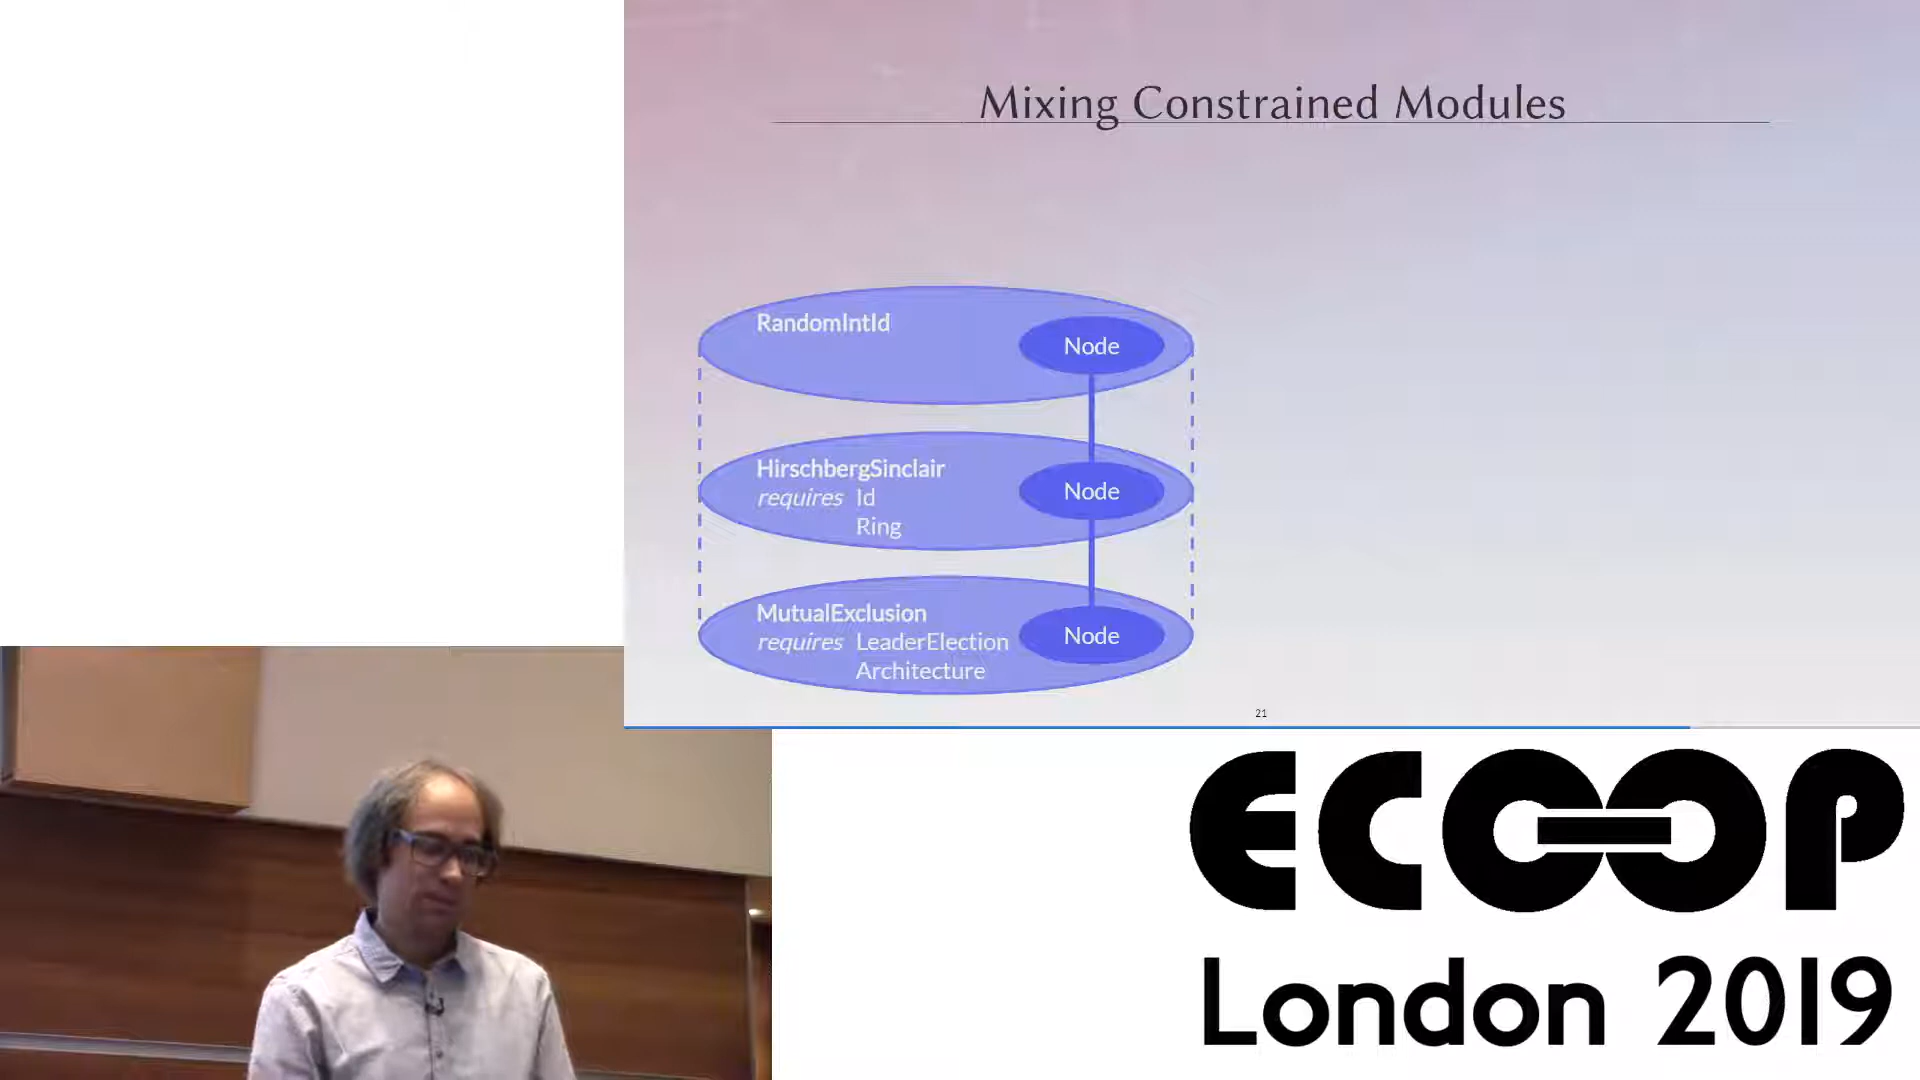 Mixing Constrained Modules
RandomIntId
Node
HirschbergSinclair
requires Id
Ring
Node
MutualExclusion
requires LeaderElection
Architecture
Node
21
ECOOP
London 2019